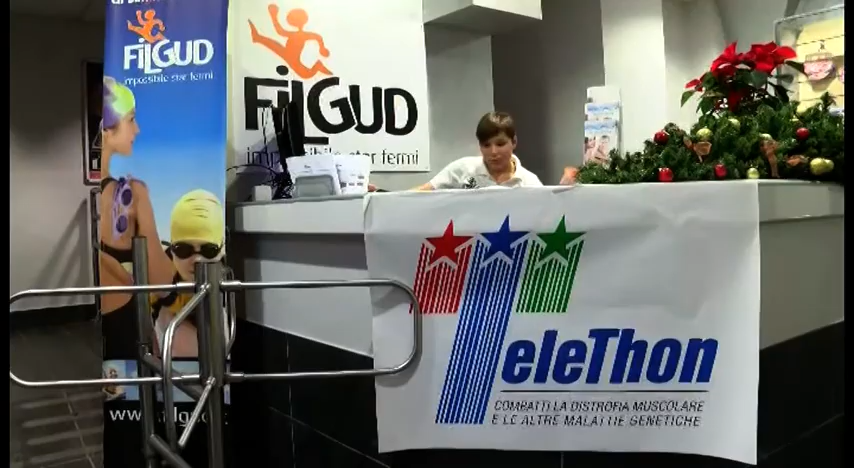 FiLGUD
impossibile star fermi
FiLGUD
impossibile star fermi
TeleThon
COMBATTI LA DISTROFIA MUSCOLARE
E LE ALTRE MALATTIE GENETICHE